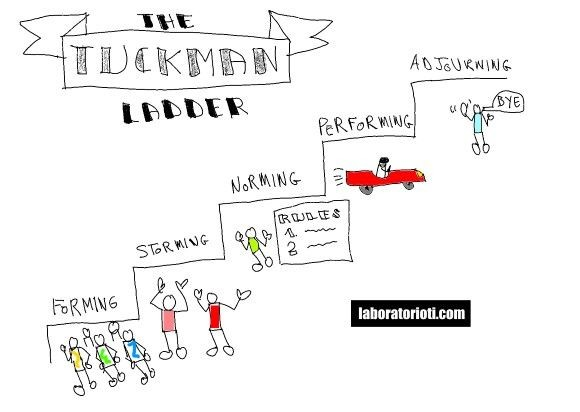 THE
TUCKMAN
LADDER
ADJOURNING
BYE
PERFORMING
NORMING
RULES
1
2
STORMING
FORMING
laboratorioti.com